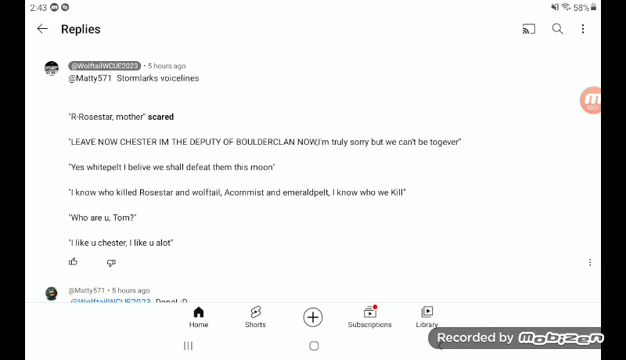 2:43
58%
Replies
@WolftailWCUE2023 • 5 hours ago
@Matty571 Stormlarks voicelines
"R-Rosestar, mother" scared
"LEAVE NOW CHESTER IM THE DEPUTY OF BOULDERCLAN NOW,I'm truly sorry but we can't be togever"
"Yes whitepelt I belive we shall defeat them this moon"
"I know who killed Rosestar and wolftail, Acornmist and emeraldpelt, I know who we Kill"
"Who are u, Tom?"
"I like u chester, I like u alot"
@Matty571 • 5 hours ago
@WolftailWCUE2023 Done! :D
Home Shorts Subscriptions Library
Recorded by mobizen